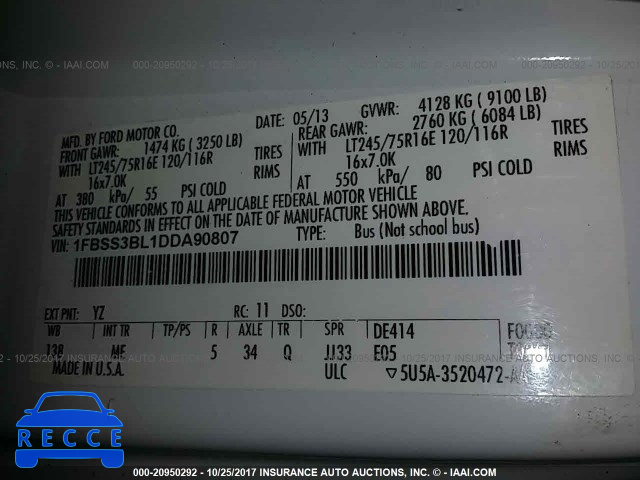 000-20950292 - 10/25/2017 INSURANCE AUTO AUCTIONS, INC. - IAAI.COM
MFD. BY FORD MOTOR CO.
DATE: 05/13
GVWR: 4128 KG ( 9100 LB)
FRONT GAWR: 1474 KG ( 3250 LB)
REAR GAWR: 2760 KG ( 6084 LB)
WITH LT245/75R16E 120/116R TIRES
WITH LT245/75R16E 120/116R TIRES
16x7.0K RIMS
16x7.0K RIMS
AT 380 kPa/ 55 PSI COLD
AT 550 kPa/ 80 PSI COLD
THIS VEHICLE CONFORMS TO ALL APPLICABLE FEDERAL MOTOR VEHICLE
SAFETY STANDARDS IN EFFECT ON THE DATE OF MANUFACTURE SHOWN ABOVE.
VIN: 1FBSS3BL1DDA90807
TYPE: Bus (Not school bus)
EXT PNT: YZ RC: 11 DSO:
WB INT TR TP/PS R AXLE TR SPR DE414
138 ME 5 34 Q JJ33 E05
MADE IN U.S.A. ULC 5U5A-3520472-
RECCE
000-20950292 - 10/25/2017 INSURANCE AUTO AUCTIONS, INC. - IAAI.COM